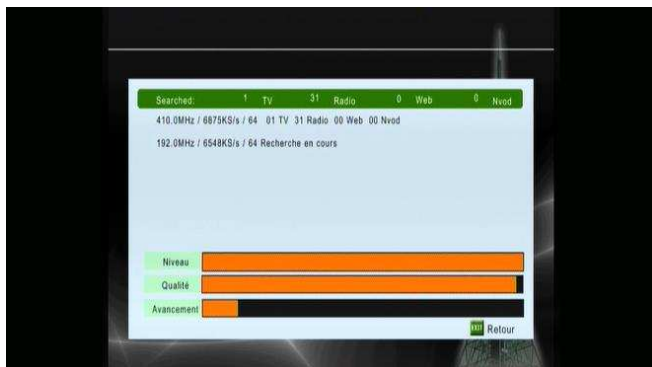 Searched: 1 TV 31 Radio 0 Web 0 Nvod
410.0MHz / 6875KS/s / 64 01 TV 31 Radio 00 Web 00 Nvod
192.0MHz / 6548KS/s / 64 Recherche en cours
Niveau
Qualité
Avancement
EXIT Retour